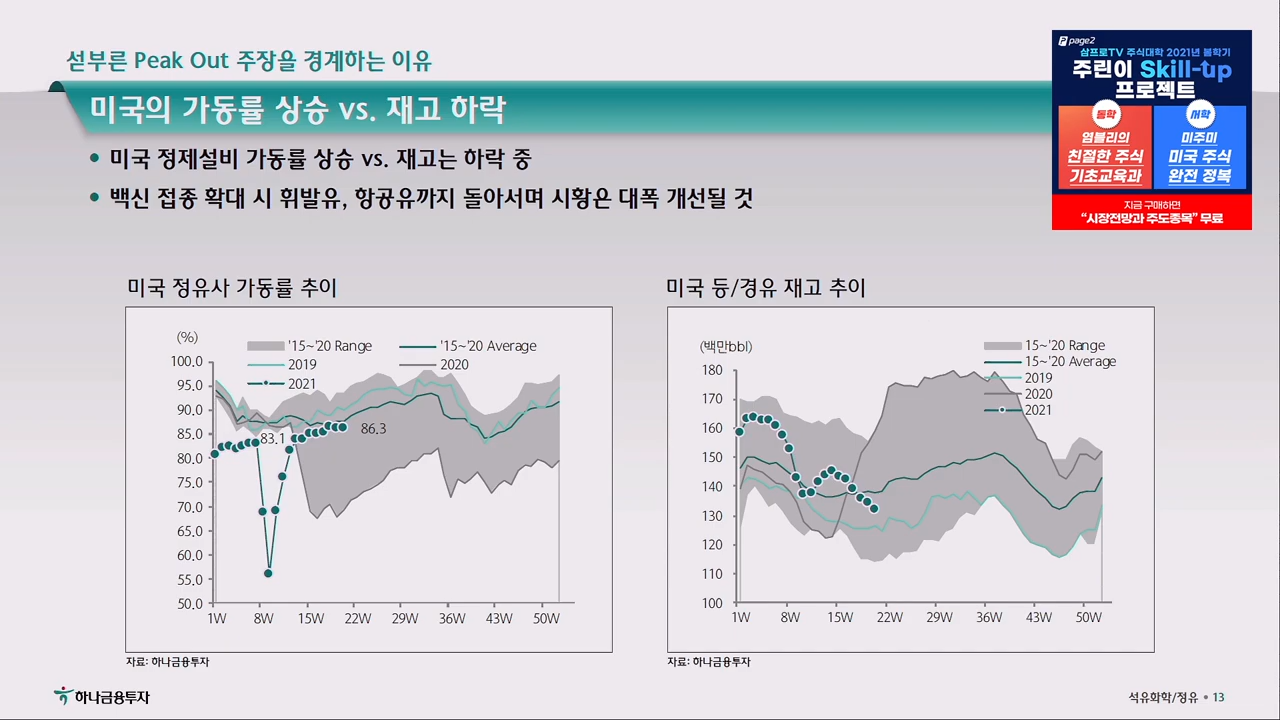 섣부른 Peak Out 주장을 경계하는 이유
미국의 가동률 상승 vs. 재고 하락
• 미국 정제설비 가동률 상승 vs. 재고는 하락 중
• 백신 접종 확대 시 휘발유, 항공유까지 돌아서며 시황은 대폭 개선될 것
page2
삼프로TV 주식대학 2021년 봄학기
주린이 Skill-up
프로젝트
동학
염블리의
친절한 주식
기초교육과
서학
미주미
미국 주식
완전 정복
지금 구매하면
“시장전망과 주도종목” 무료
미국 정유사 가동률 추이
(%)
'15~'20 Range
'15~'20 Average
2019
2020
2021
100.0
95.0
90.0
85.0
80.0
75.0
70.0
65.0
60.0
55.0
50.0
83.1
86.3
1W 8W 15W 22W 29W 36W 43W 50W
자료: 하나금융투자
미국 등/경유 재고 추이
(백만bbl)
15~'20 Range
15~'20 Average
2019
2020
2021
180
170
160
150
140
130
120
110
100
1W 8W 15W 22W 29W 36W 43W 50W
자료: 하나금융투자
하나금융투자
석유화학/정유 • 13